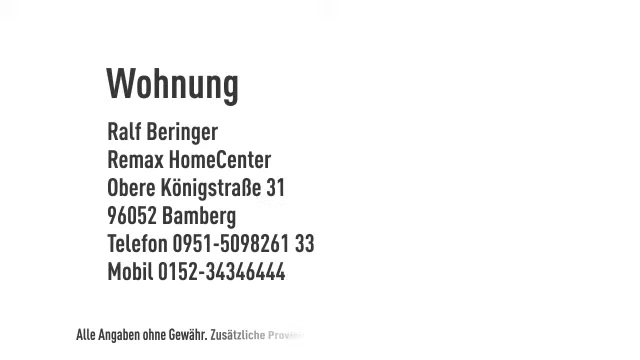 Wohnung
Ralf Beringer
Remax HomeCenter
Obere Königstraße 31
96052 Bamberg
Telefon 0951-5098261 33
Mobil 0152-34346444
Alle Angaben ohne Gewähr. Zusätzliche